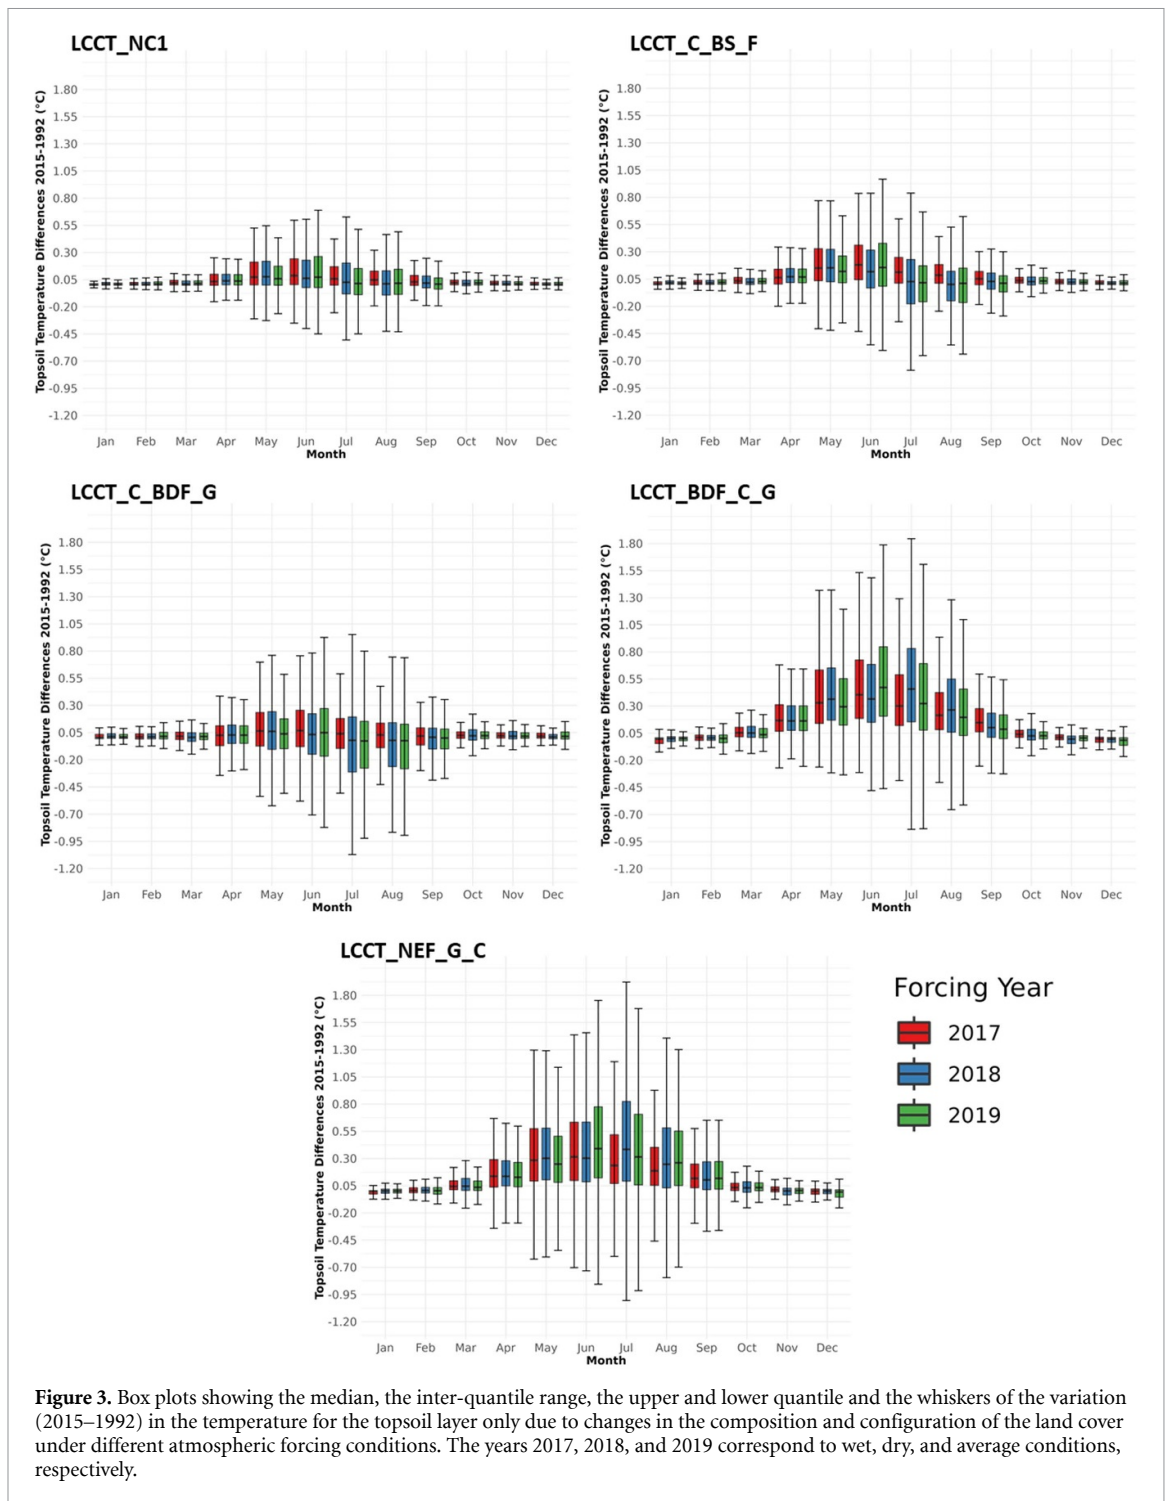 LCCT_NC1
Topsoil Temperature Differences 2015-1992 (°C)
1.80
1.55
1.30
1.05
0.80
0.55
0.30
0.05
-0.20
-0.45
-0.70
-0.95
-1.20
Jan Feb Mar Apr May Jun Jul Aug Sep Oct Nov Dec
Month
LCCT_C_BS_F
Topsoil Temperature Differences 2015-1992 (°C)
1.80
1.55
1.30
1.05
0.80
0.55
0.30
0.05
-0.20
-0.45
-0.70
-0.95
-1.20
Jan Feb Mar Apr May Jun Jul Aug Sep Oct Nov Dec
Month
LCCT_C_BDF_G
Topsoil Temperature Differences 2015-1992 (°C)
1.80
1.55
1.30
1.05
0.80
0.55
0.30
0.05
-0.20
-0.45
-0.70
-0.95
-1.20
Jan Feb Mar Apr May Jun Jul Aug Sep Oct Nov Dec
Month
LCCT_BDF_C_G
Topsoil Temperature Differences 2015-1992 (°C)
1.80
1.55
1.30
1.05
0.80
0.55
0.30
0.05
-0.20
-0.45
-0.70
-0.95
-1.20
Jan Feb Mar Apr May Jun Jul Aug Sep Oct Nov Dec
Month
LCCT_NEF_G_C
Topsoil Temperature Differences 2015-1992 (°C)
1.80
1.55
1.30
1.05
0.80
0.55
0.30
0.05
-0.20
-0.45
-0.70
-0.95
-1.20
Jan Feb Mar Apr May Jun Jul Aug Sep Oct Nov Dec
Month
Forcing Year
2017
2018
2019
Figure 3. Box plots showing the median, the inter-quantile range, the upper and lower quantile and the whiskers of the variation
(2015–1992) in the temperature for the topsoil layer only due to changes in the composition and configuration of the land cover
under different atmospheric forcing conditions. The years 2017, 2018, and 2019 correspond to wet, dry, and average conditions,
respectively.